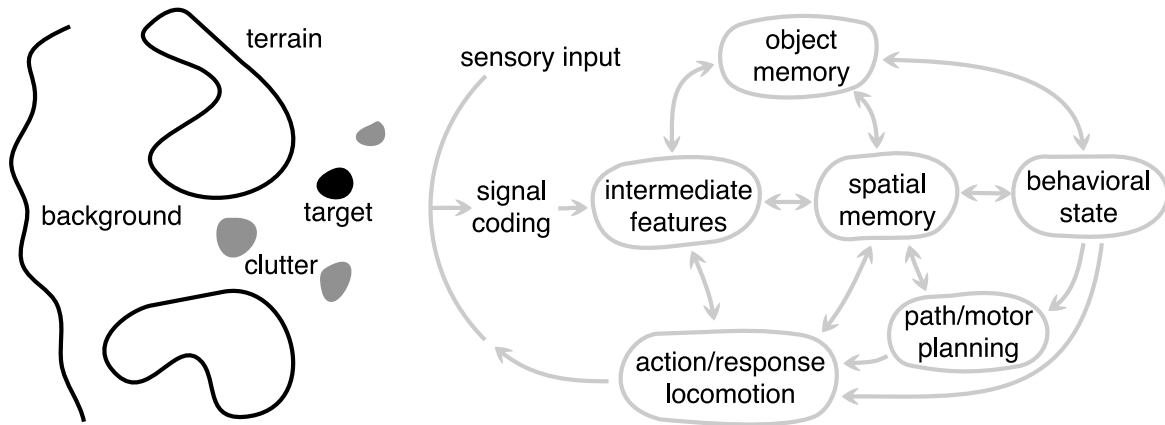 terrain
background
target
clutter
sensory input
object
memory
signal
coding
intermediate
features
spatial
memory
behavioral
state
path/motor
planning
action/response
locomotion